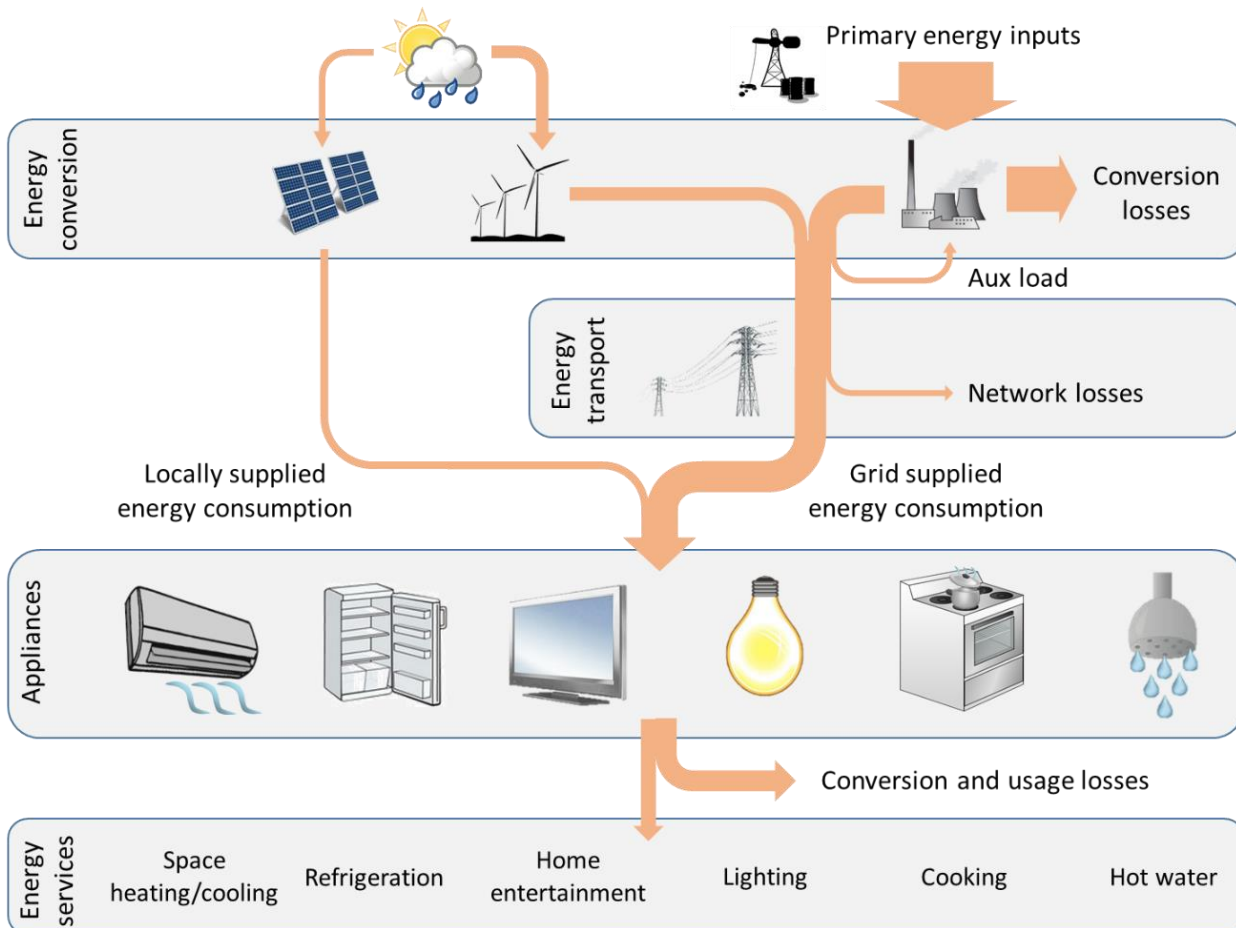 Primary energy inputs
Energy
conversion
Conversion
losses
Aux load
Energy
transport
Network losses
Locally supplied
energy consumption
Grid supplied
energy consumption
Appliances
Conversion and usage losses
Energy
services
Space
heating/cooling
Refrigeration
Home
entertainment
Lighting
Cooking
Hot water